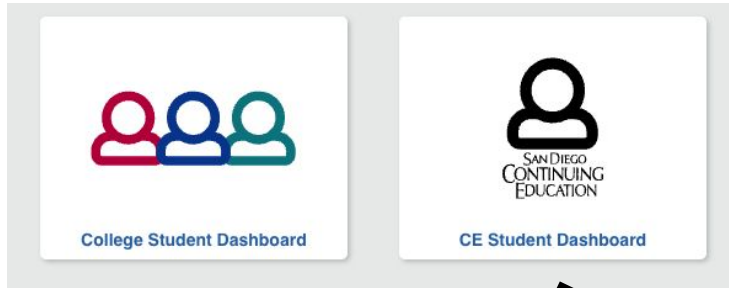 SAN DIEGO
CONTINUING
EDUCATION
College Student Dashboard
CE Student Dashboard